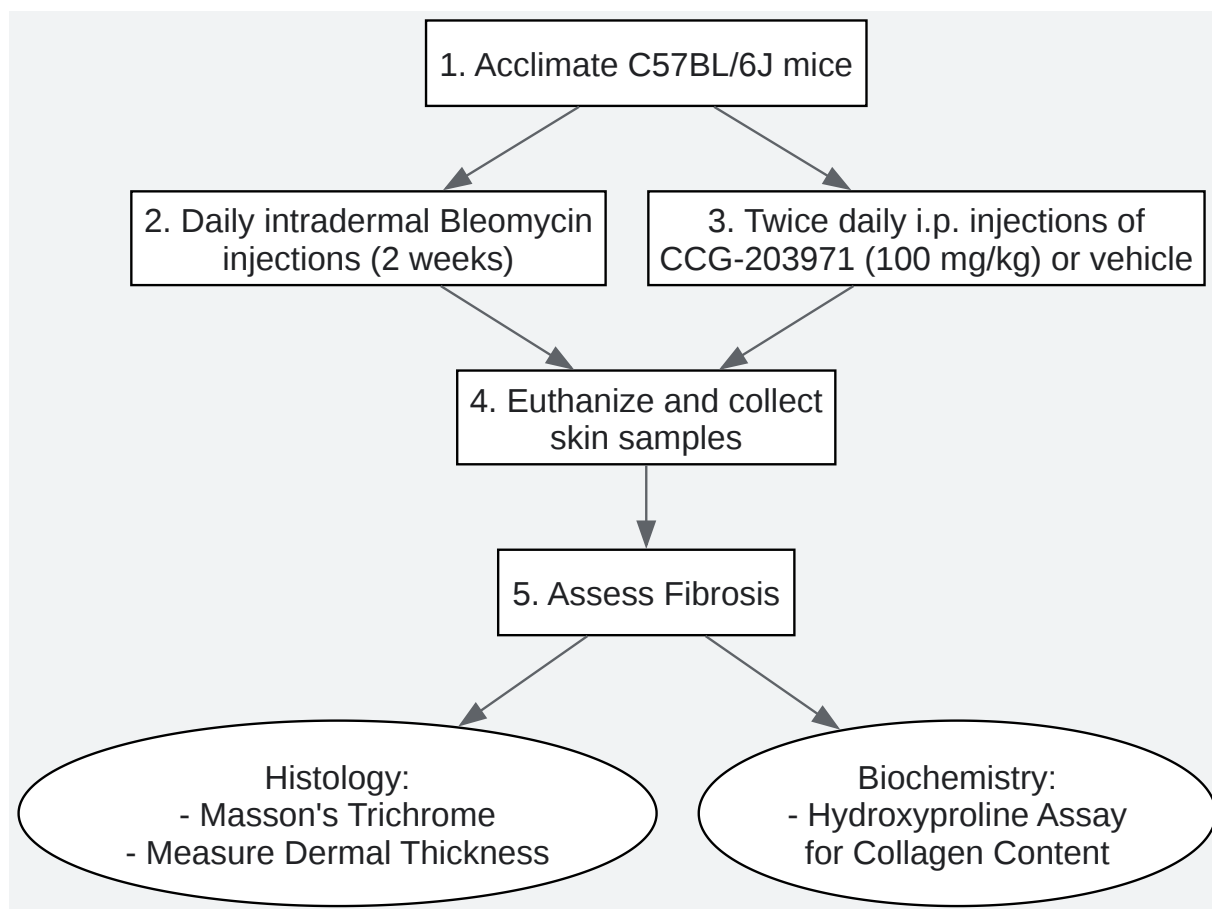 1. Acclimate C57BL/6J mice
2. Daily intradermal Bleomycin
injections (2 weeks)
3. Twice daily i.p. injections of
CCG-203971 (100 mg/kg) or vehicle
4. Euthanize and collect
skin samples
5. Assess Fibrosis
Histology:
- Masson's Trichrome
- Measure Dermal Thickness
Biochemistry:
- Hydroxyproline Assay
for Collagen Content